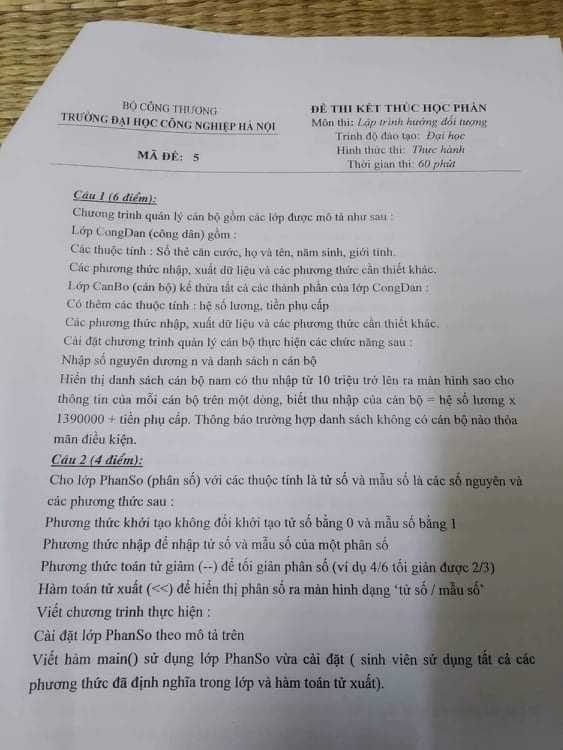 BỘ CÔNG THƯƠNG
TRƯỜNG ĐẠI HỌC CÔNG NGHIỆP HÀ NỘI
MÃ ĐỀ: 5
ĐỀ THI KẾT THÚC HỌC PHẦN
Môn thi: Lập trình hướng đối tượng
Trình độ đào tạo: Đại học
Hình thức thi: Thực hành
Thời gian thi: 60 phút
Câu 1 (6 điểm):
Chương trình quản lý cán bộ gồm các lớp được mô tả như sau :
Lớp CongDan (công dân) gồm :
Các thuộc tính : Số thẻ căn cước, họ và tên, năm sinh, giới tính.
Các phương thức nhập, xuất dữ liệu và các phương thức cần thiết khác.
Lớp CanBo (cán bộ) kế thừa tất cả các thành phần của lớp CongDan :
Có thêm các thuộc tính : hệ số lương, tiền phụ cấp
Các phương thức nhập, xuất dữ liệu và các phương thức cần thiết khác.
Cài đặt chương trình quản lý cán bộ thực hiện các chức năng sau :
Nhập số nguyên dương n và danh sách n cán bộ
Hiển thị danh sách cán bộ nam có thu nhập từ 10 triệu trở lên ra màn hình sao cho
thông tin của mỗi cán bộ trên một dòng, biết thu nhập của cán bộ = hệ số lương x
1390000 + tiền phụ cấp. Thông báo trường hợp danh sách không có cán bộ nào thỏa
mãn điều kiện.
Câu 2 (4 điểm):
Cho lớp PhanSo (phân số) với các thuộc tính là tử số và mẫu số là các số nguyên và
các phương thức sau :
Phương thức khởi tạo không đối khởi tạo tử số bằng 0 và mẫu số bằng 1
Phương thức nhập để nhập tử số và mẫu số của một phân số
Phương thức toán tử giảm (--) để tối giản phân số (ví dụ 4/6 tối giản được 2/3)
Hàm toán tử xuất (<<) để hiển thị phân số ra màn hình dạng ‘tử số / mẫu số’
Viết chương trình thực hiện :
Cài đặt lớp PhanSo theo mô tả trên
Viết hàm main() sử dụng lớp PhanSo vừa cài đặt ( sinh viên sử dụng tất cả các
phương thức đã định nghĩa trong lớp và hàm toán tử xuất).